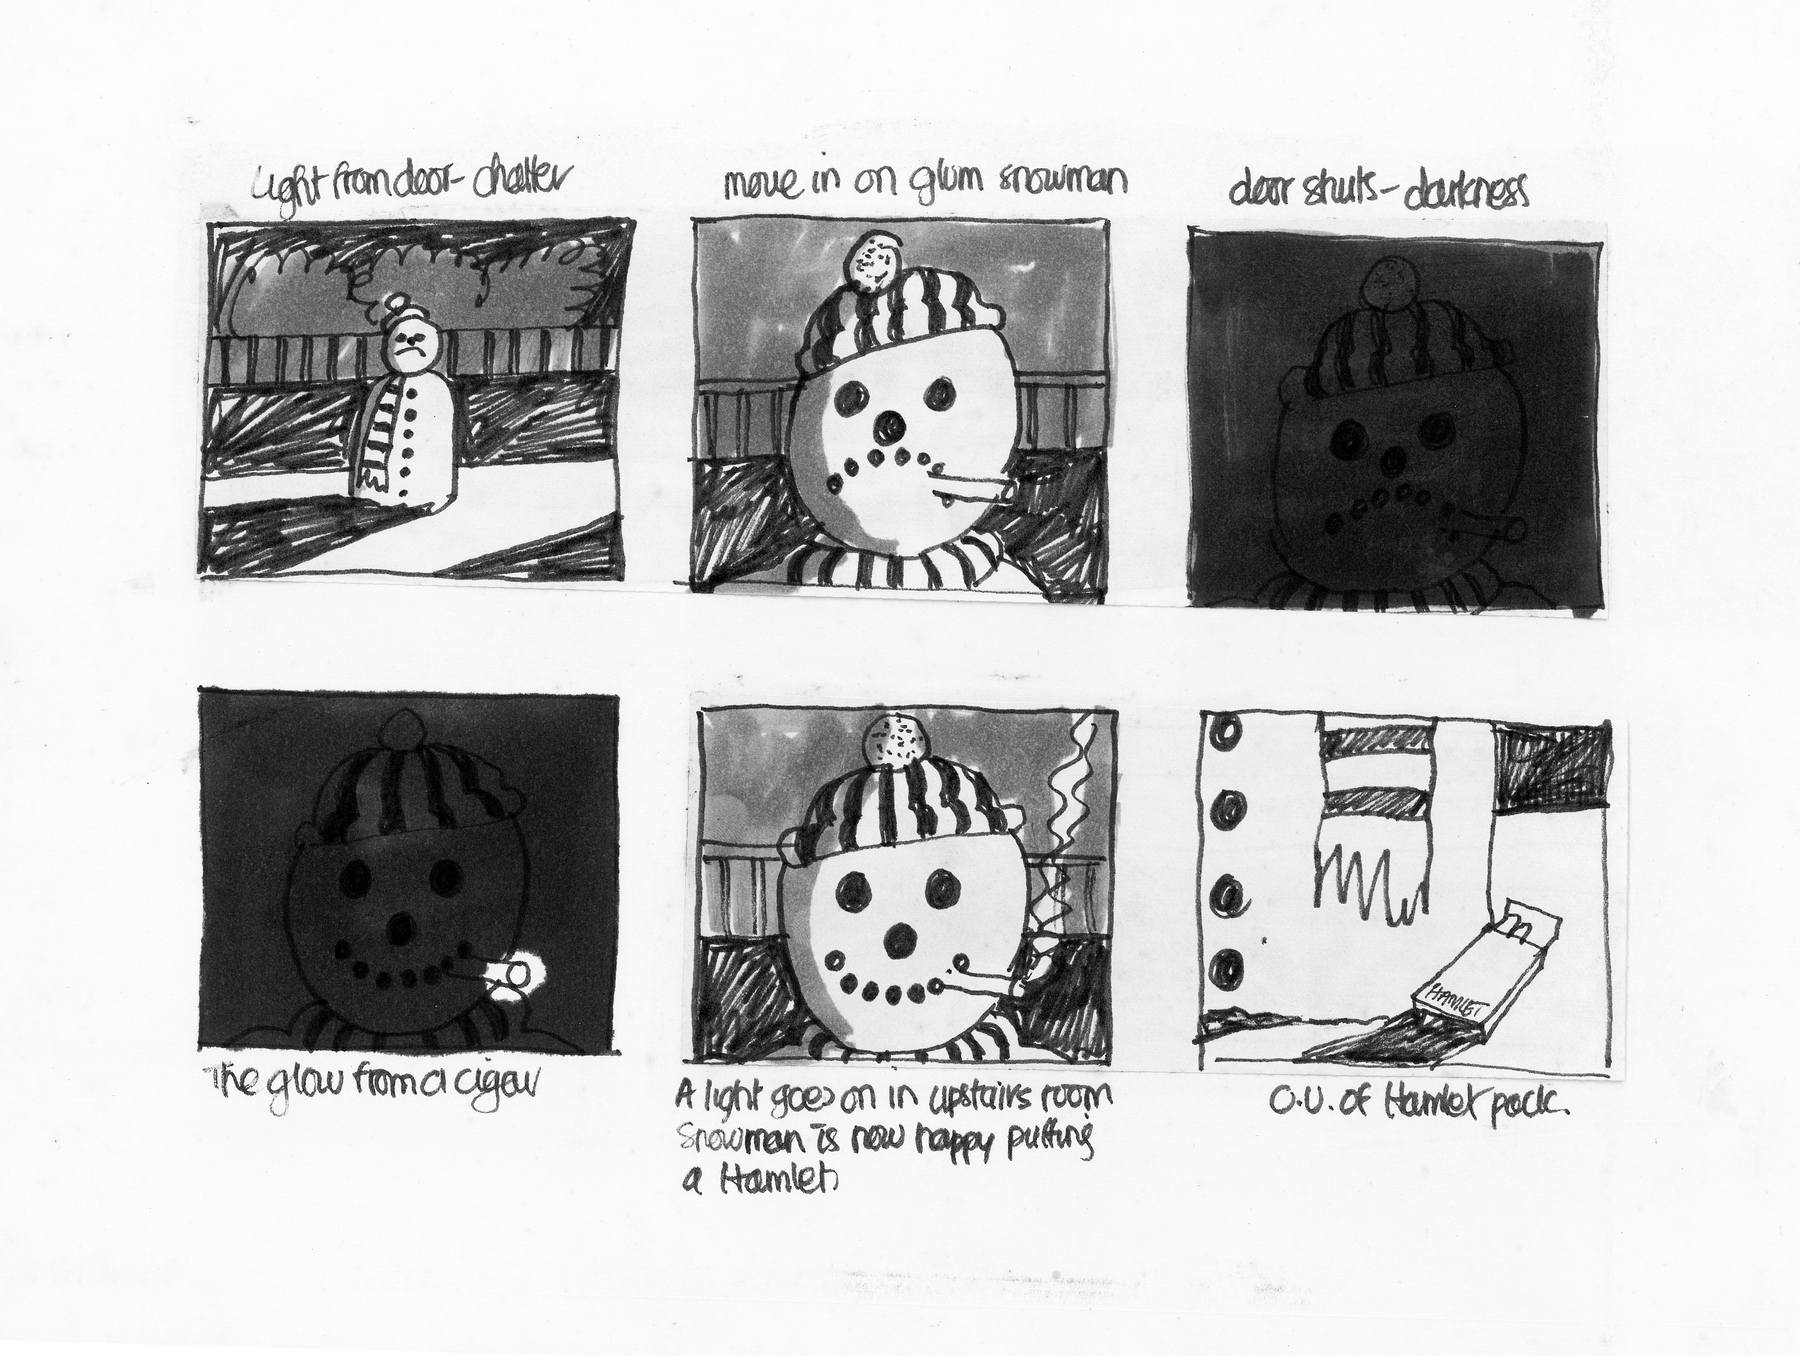 Light from door - chatter
move in on glum snowman
door shuts - darkness
The glow from a cigar
A light goes on in upstairs room
Snowman is now happy puffing
a Hamlet
HAMLET
C.U. of Hamlet pack.